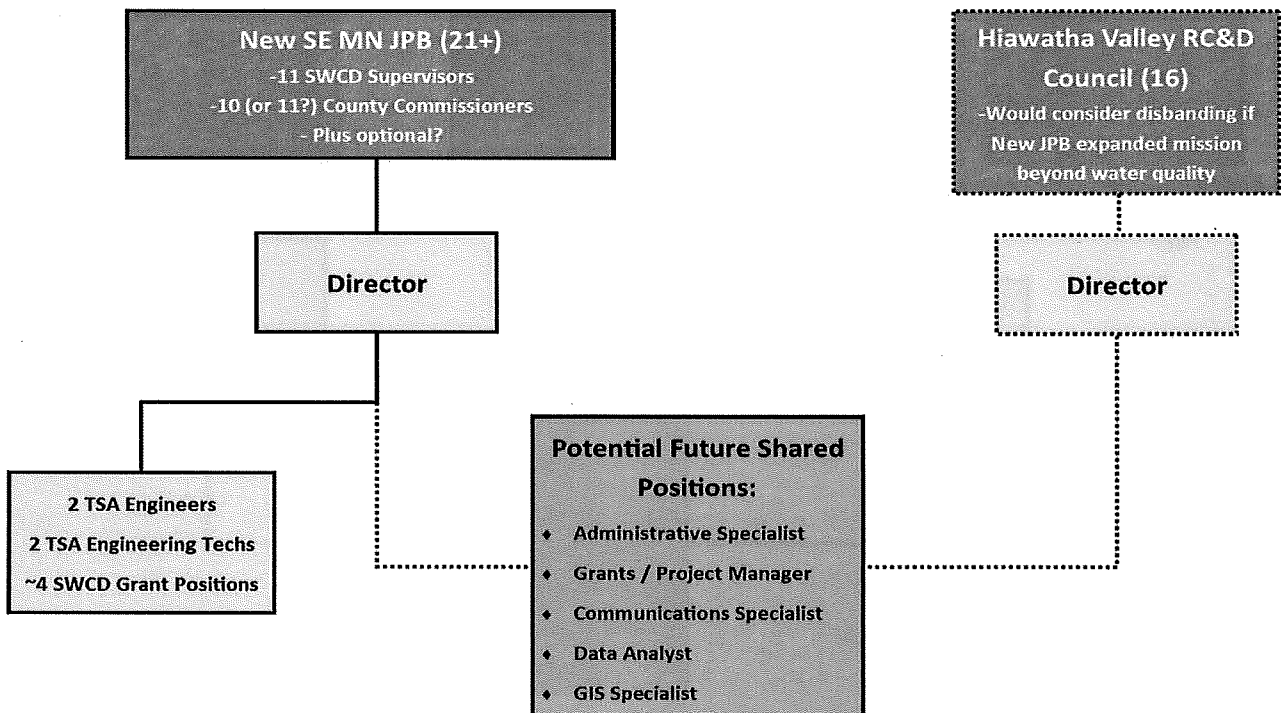 New SE MN JPB (21+)
-11 SWCD Supervisors
-10 (or 11?) County Commissioners
- Plus optional?
Hiawatha Valley RC&D
Council (16)
-Would consider disbanding if
New JPB expanded mission
beyond water quality
Director
Director
2 TSA Engineers
2 TSA Engineering Techs
~4 SWCD Grant Positions
Potential Future Shared
Positions:
♦ Administrative Specialist
♦ Grants / Project Manager
♦ Communications Specialist
♦ Data Analyst
♦ GIS Specialist